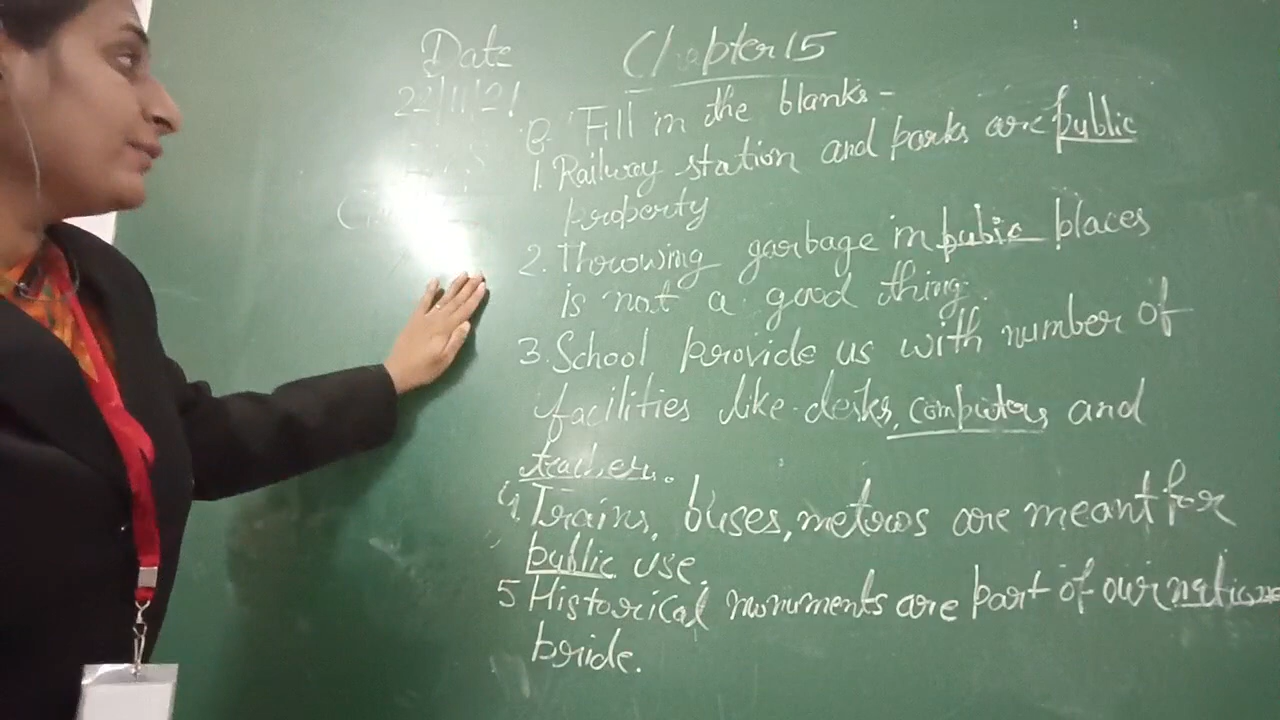 Date
22/11/21
Chapter 15
B. Fill in the blanks -
1. Railway station and parks are public
property
2. Throwing garbage in pubic places
is not a good thing.
3. School provide us with number of
facilities like desks, computers and
teacher.
4. Trains, buses, metros are meant for
public use.
5 Historical monuments are part of our
pride.